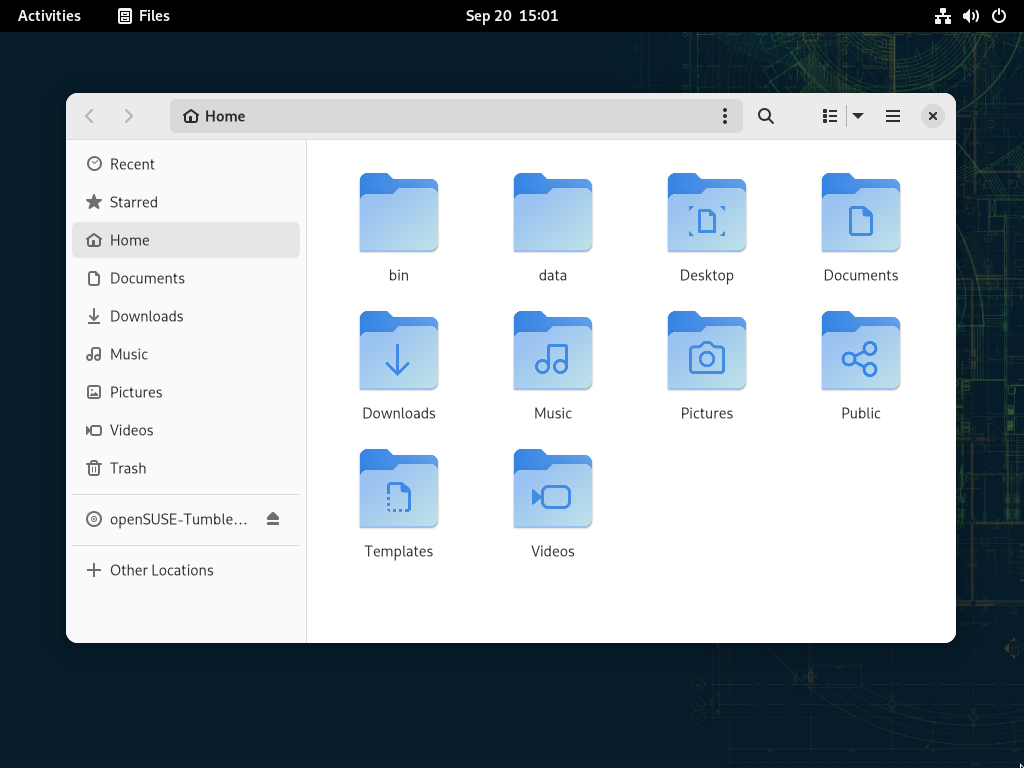 Activities Files Sep 20 15:01
Home
Recent
Starred
Home
Documents
Downloads
Music
Pictures
Videos
Trash
openSUSE-Tumble...
Other Locations
bin data Desktop Documents
Downloads Music Pictures Public
Templates Videos